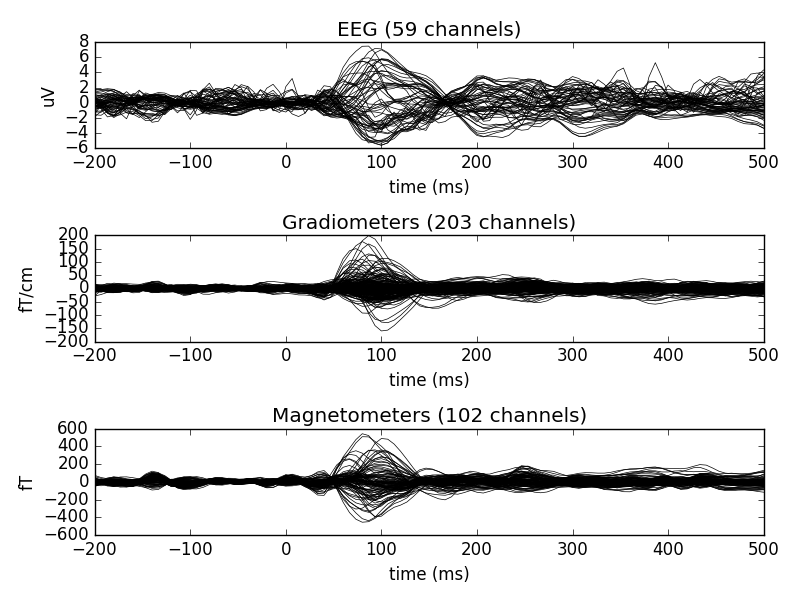 EEG (59 channels)
8
6
4
2
0
−2
−4
−6
uV
−200 −100 0 100 200 300 400 500
time (ms)
Gradiometers (203 channels)
200
150
100
50
0
−50
−100
−150
−200
fT/cm
−200 −100 0 100 200 300 400 500
time (ms)
Magnetometers (102 channels)
600
400
200
0
−200
−400
−600
fT
−200 −100 0 100 200 300 400 500
time (ms)